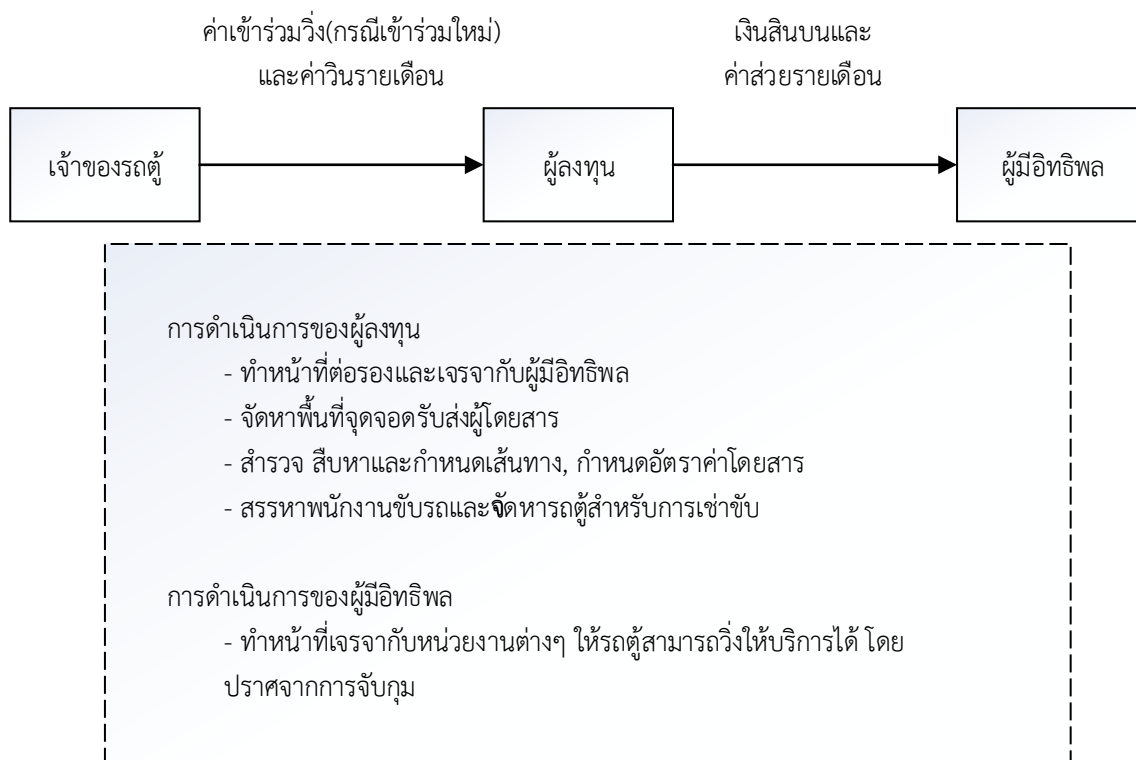 ค่าเข้าร่วมวิ่ง(กรณีเข้าร่วมใหม่)
และค่าวินรายเดือน
เงินสินบนและ
ค่าส่วยรายเดือน
เจ้าของรถตู้
ผู้ลงทุน
ผู้มีอิทธิพล
การดำเนินการของผู้ลงทุน
- ทำหน้าที่ต่อรองและเจรจากับผู้มีอิทธิพล
- จัดหาพื้นที่จุดจอดรับส่งผู้โดยสาร
- สำรวจ สืบหาและกำหนดเส้นทาง, กำหนดอัตราค่าโดยสาร
- สรรหาพนักงานขับรถและจัดหารถตู้สำหรับการเช่าขับ
การดำเนินการของผู้มีอิทธิพล
- ทำหน้าที่เจรจากับหน่วยงานต่างๆ ให้รถตู้สามารถวิ่งให้บริการได้ โดย
ปราศจากการจับกุม